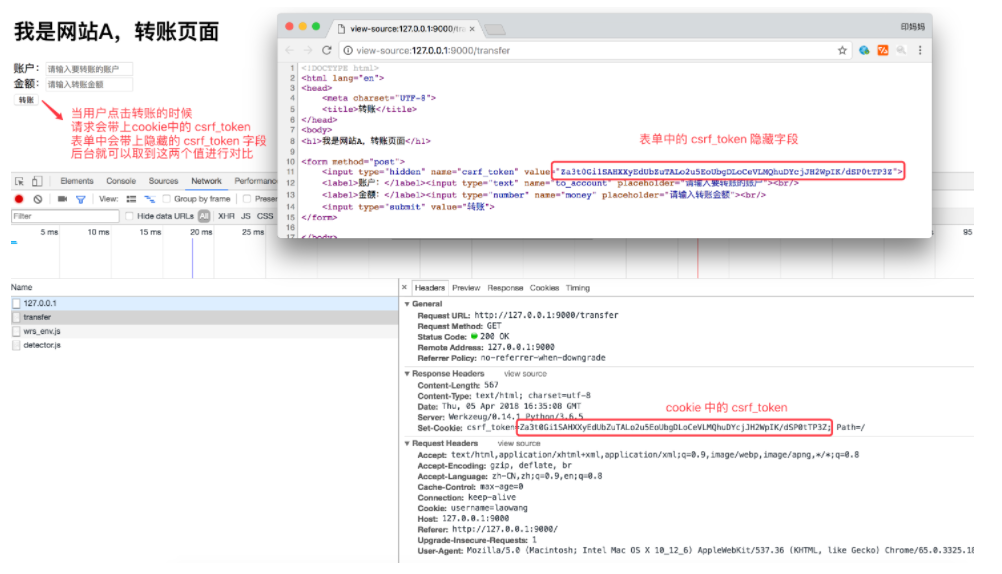 我是网站A，转账页面
账户： 请输入要转账的账户
金额： 请输入转账金额
转账
当用户点击转账的时候
请求会带上cookie中的 csrf_token
表单中会带上隐藏的 csrf_token 字段
后台就可以取到这两个值进行对比
view-source:127.0.0.1:9000/tr
印妈妈
view-source:127.0.0.1:9000/transfer
1 <!DOCTYPE html>
2 <html lang="en">
3 <head>
4 <meta charset="UTF-8">
5 <title>转账</title>
6 </head>
7 <body>
8 <h1>我是网站A，转账页面</h1>
9
10 <form method="post">
11 <input type="hidden" name="csrf_token" value="Za3t0Gi1SAHXXyEdUbZuTALo2u5EoUbgDLoCeVLMQhuDYcjJH2WpIK/dSP0tTP3Z">
12 <label>账户：</label><input type="text" name="to_account" placeholder="请输入要转账的账户"><br/>
13 <label>金额：</label><input type="number" name="money" placeholder="请输入转账金额"><br/>
14 <input type="submit" value="转账">
15 </form>
16
17 </body>
表单中的 csrf_token 隐藏字段
Elements Console Sources Network Performance
View: Group by frame Preser
Filter Hide data URLs All XHR JS CSS
5 ms 10 ms 15 ms 20 ms 25 ms 95
Name
127.0.0.1
transfer
wrs_env.js
detector.js
× Headers Preview Response Cookies Timing
▼ General
Request URL: http://127.0.0.1:9000/transfer
Request Method: GET
Status Code: 200 OK
Remote Address: 127.0.0.1:9000
Referrer Policy: no-referrer-when-downgrade
▼ Response Headers view source
Content-Length: 567
Content-Type: text/html; charset=utf-8
Date: Thu, 05 Apr 2018 16:35:08 GMT
Server: Werkzeug/0.14.1 Python/3.6.5
Set-Cookie: csrf_token=Za3t0Gi1SAHXXyEdUbZuTALo2u5EoUbgDLoCeVLMQhuDYcjJH2WpIK/dSP0tTP3Z; Path=/
cookie 中的 csrf_token
▼ Request Headers view source
Accept: text/html,application/xhtml+xml,application/xml;q=0.9,image/webp,image/apng,*/*;q=0.8
Accept-Encoding: gzip, deflate, br
Accept-Language: zh-CN,zh;q=0.9,en;q=0.8
Cache-Control: max-age=0
Connection: keep-alive
Cookie: username=laowang
Host: 127.0.0.1:9000
Referer: http://127.0.0.1:9000/
Upgrade-Insecure-Requests: 1
User-Agent: Mozilla/5.0 (Macintosh; Intel Mac OS X 10_12_6) AppleWebKit/537.36 (KHTML, like Gecko) Chrome/65.0.3325.18